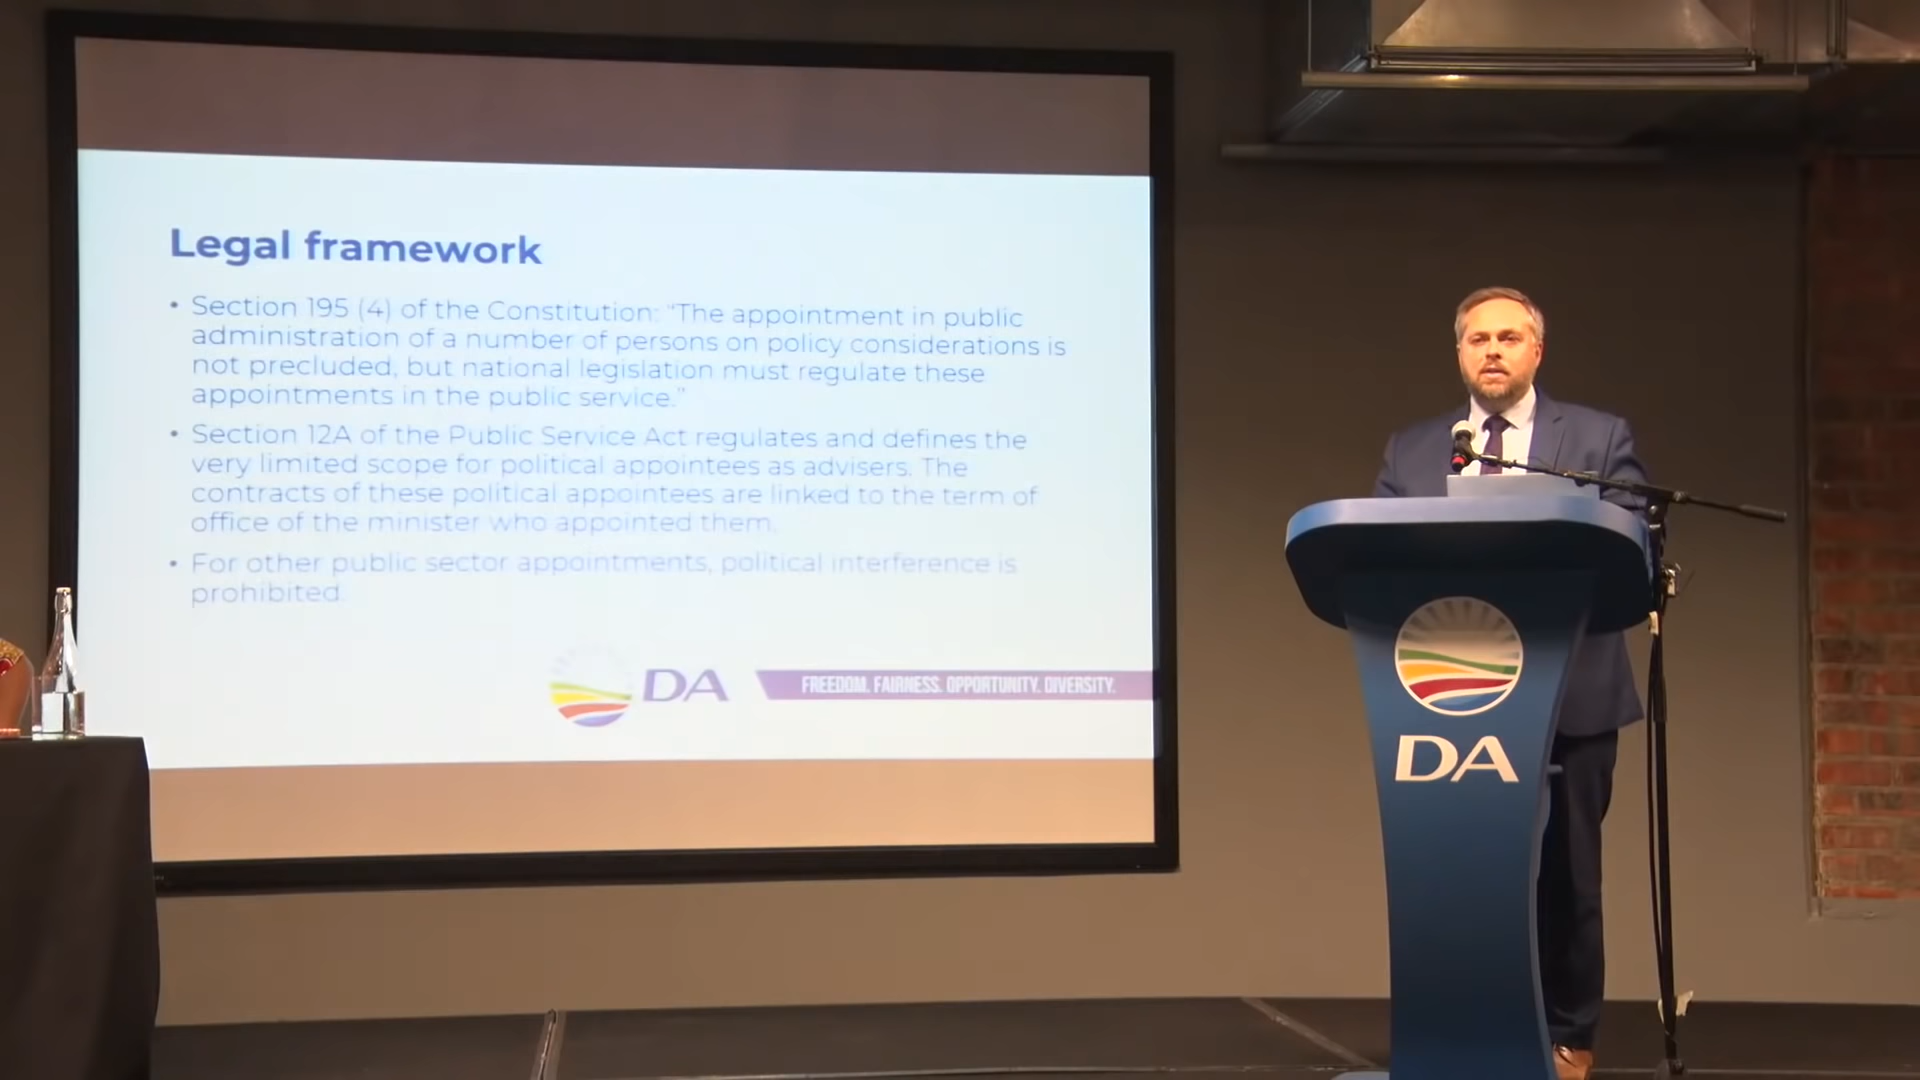 Legal framework
• Section 195 (4) of the Constitution: "The appointment in public
administration of a number of persons on policy considerations is
not precluded, but national legislation must regulate these
appointments in the public service."
• Section 12A of the Public Service Act regulates and defines the
very limited scope for political appointees as advisers. The
contracts of these political appointees are linked to the term of
office of the minister who appointed them.
• For other public sector appointments, political interference is
prohibited.
DA
FREEDOM. FAIRNESS. OPPORTUNITY. DIVERSITY.
DA